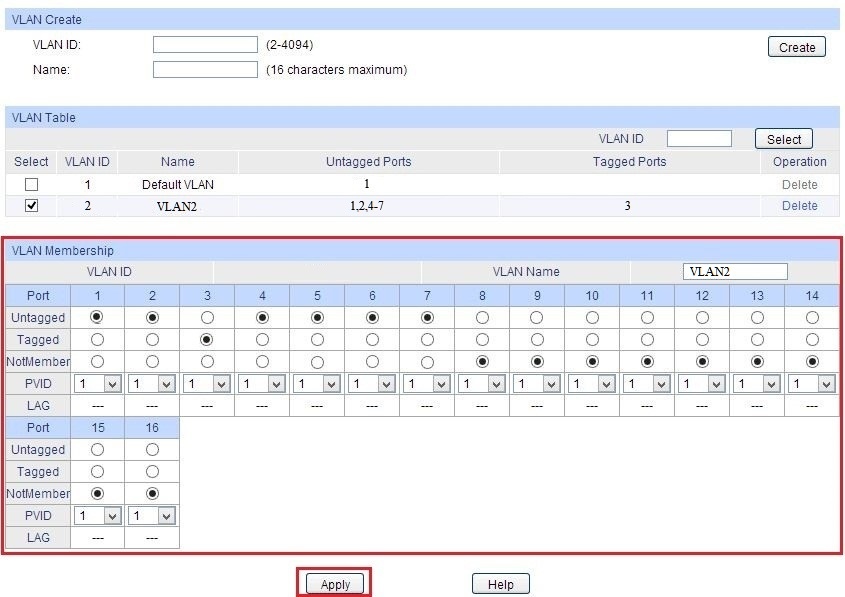 VLAN Create
VLAN ID: (2-4094)
Create
Name: (16 characters maximum)
VLAN Table
VLAN ID Select
Select VLAN ID Name Untagged Ports Tagged Ports Operation
1 Default VLAN 1 Delete
2 VLAN2 1,2,4-7 3 Delete
VLAN Membership
VLAN ID VLAN Name VLAN2
Port 1 2 3 4 5 6 7 8 9 10 11 12 13 14
Untagged
Tagged
NotMember
PVID 1 1 1 1 1 1 1 1 1 1 1 1 1 1
LAG --- --- --- --- --- --- --- --- --- --- --- --- --- ---
Port 15 16
Untagged
Tagged
NotMember
PVID 1 1
LAG --- ---
Apply Help